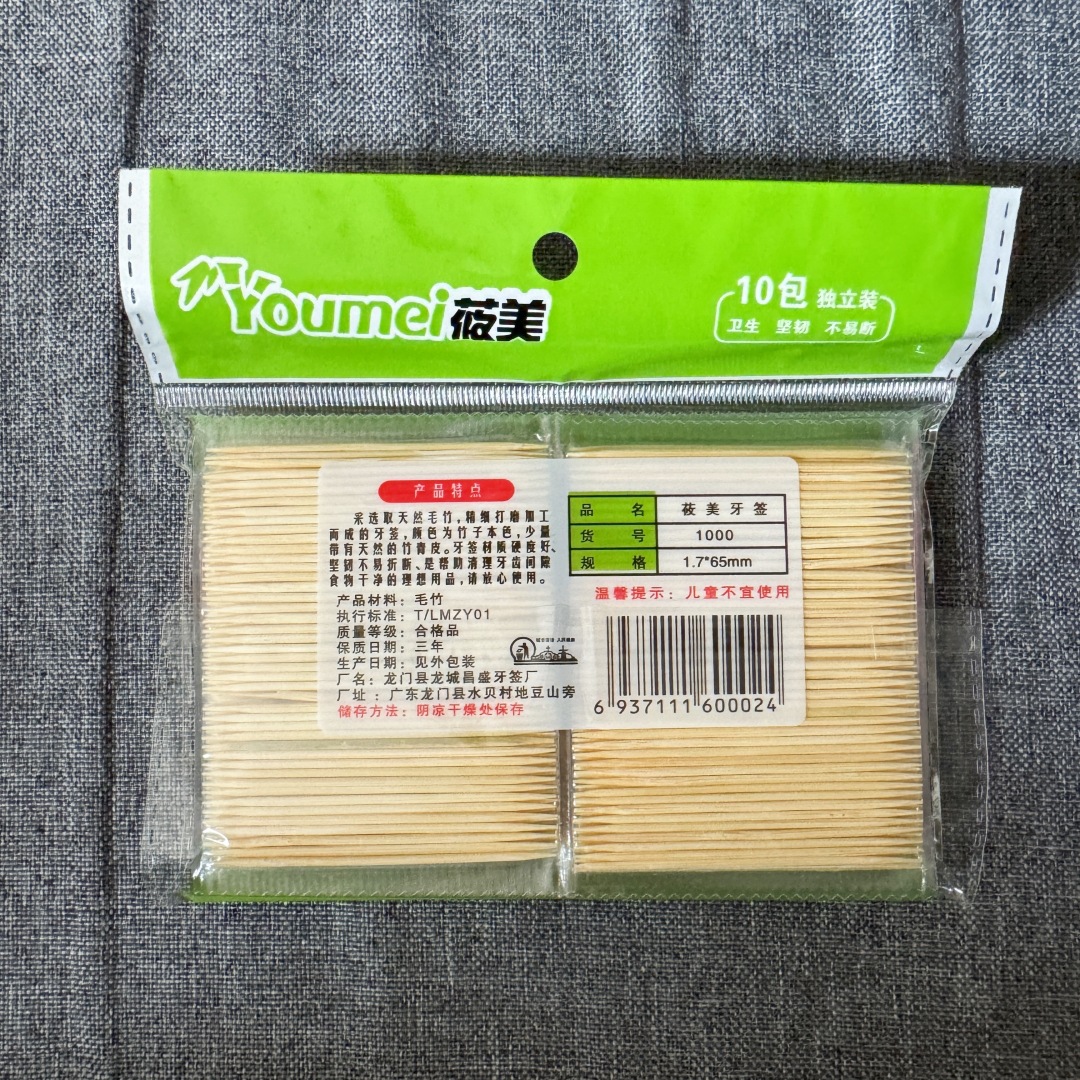 Youmei莜美
10包 独立装
卫生 坚韧 不易断
产品特点
采选取天然毛竹,精细打磨加工
而成的牙签,颜色为竹子本色,少量
带有天然的竹青皮。牙签材质硬度好、
坚韧不易折断、是帮助清理牙齿间隙
食物干净的理想用品,请放心使用。
产品材料:毛竹
执行标准:T/LMZY01
质量等级:合格品
保质日期:三年
生产日期:见外包装
厂名:龙门县龙城昌盛牙签厂
厂址:广东龙门县水贝村地豆山旁
储存方法:阴凉干燥处保存
品名 莜美牙签
货号 1000
规格 1.7*65mm
温馨提示:儿童不宜使用
6 937111 600024